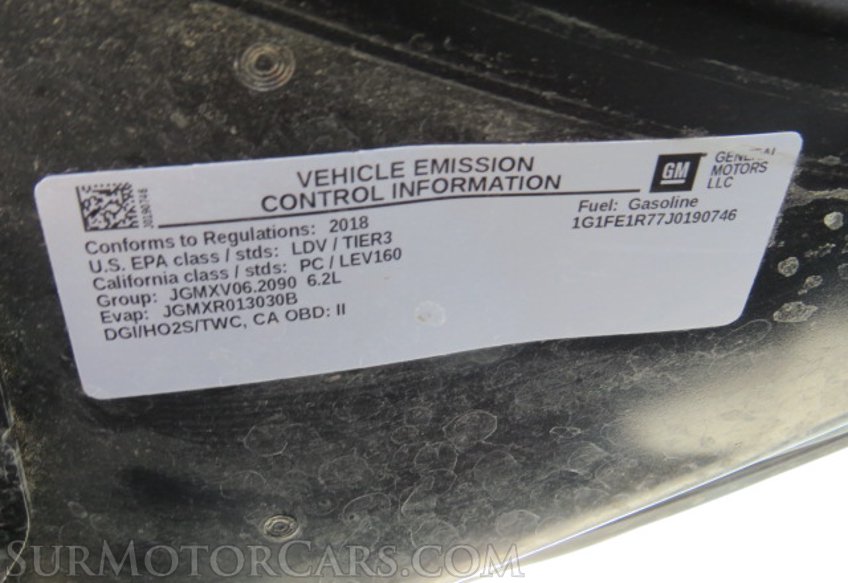 VEHICLE EMISSION
CONTROL INFORMATION
GM
GENERAL
MOTORS
LLC
J0190746
Fuel: Gasoline
1G1FE1R77J0190746
Conforms to Regulations: 2018
U.S. EPA class / stds: LDV / TIER3
California class / stds: PC / LEV160
Group: JGMXV06.2090 6.2L
Evap: JGMXR013030B
DGI/HO2S/TWC, CA OBD: II
SURMOTORCARS.COM